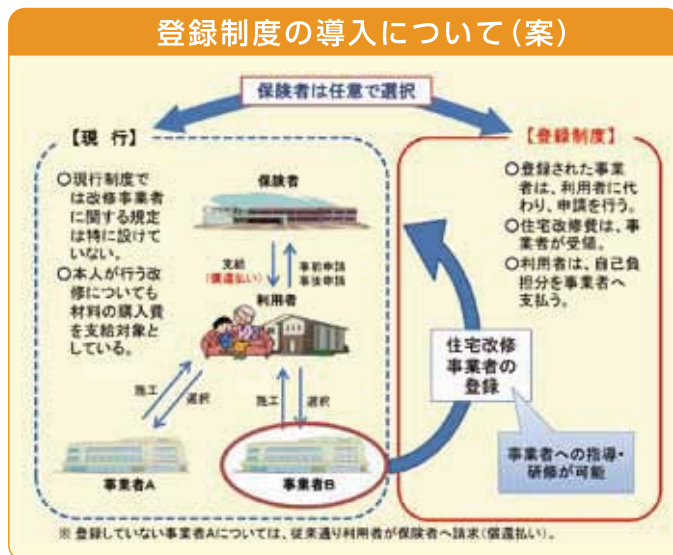 登録制度の導入について(案)
保険者は任意で選択
【現 行】
○現行制度で
は改修事業者
に関する規定
は特に設けて
いない。
○本人が行う改
修についても
材料の購入費
を支給対象と
している。
保険者
支給
(償還払い)
事前申請
事後申請
利用者
施工
選択
施工
選択
事業者A
事業者B
【登録制度】
○登録された事業
者は、利用者に代
わり、申請を行う。
○住宅改修費は、事
業者が受領。
○利用者は、自己負
担分を事業者へ
支払う。
住宅改修
事業者の
登録
事業者への指導・
研修が可能
※ 登録していない事業者Aについては、従来通り利用者が保険者へ請求(償還払い)。